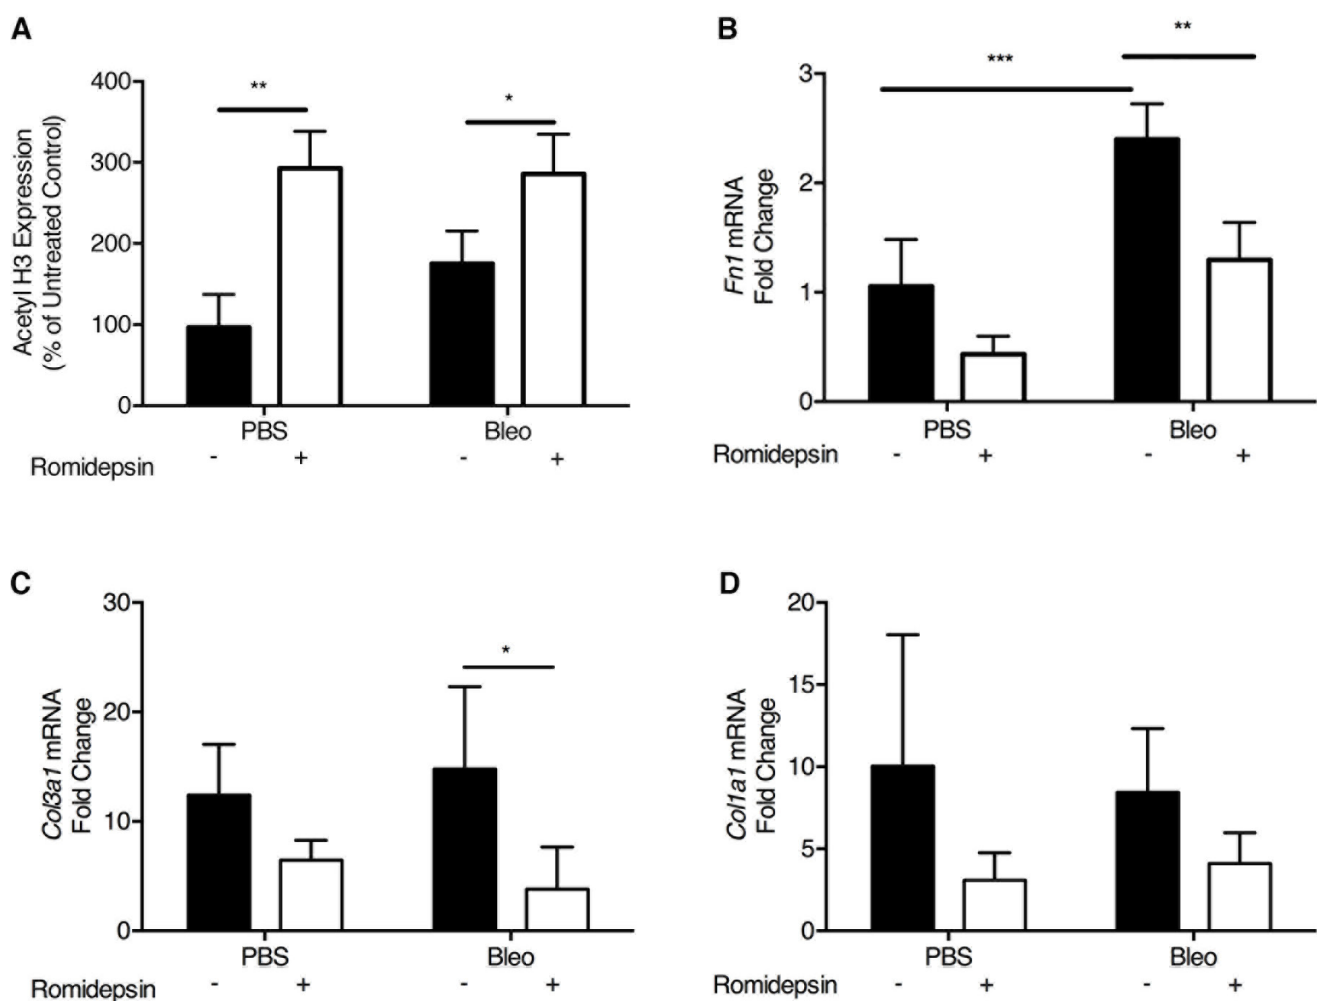 A
400
300
200
100
0
Acetyl H3 Expression
(% of Untreated Control)
**
*
PBS
Bleo
Romidepsin - + - +
B
3
2
1
0
Fn1 mRNA
Fold Change
***
**
PBS
Bleo
Romidepsin - + - +
C
30
20
10
0
Col3a1 mRNA
Fold Change
*
PBS
Bleo
Romidepsin - + - +
D
20
15
10
5
0
Col1a1 mRNA
Fold Change
PBS
Bleo
Romidepsin - + - +